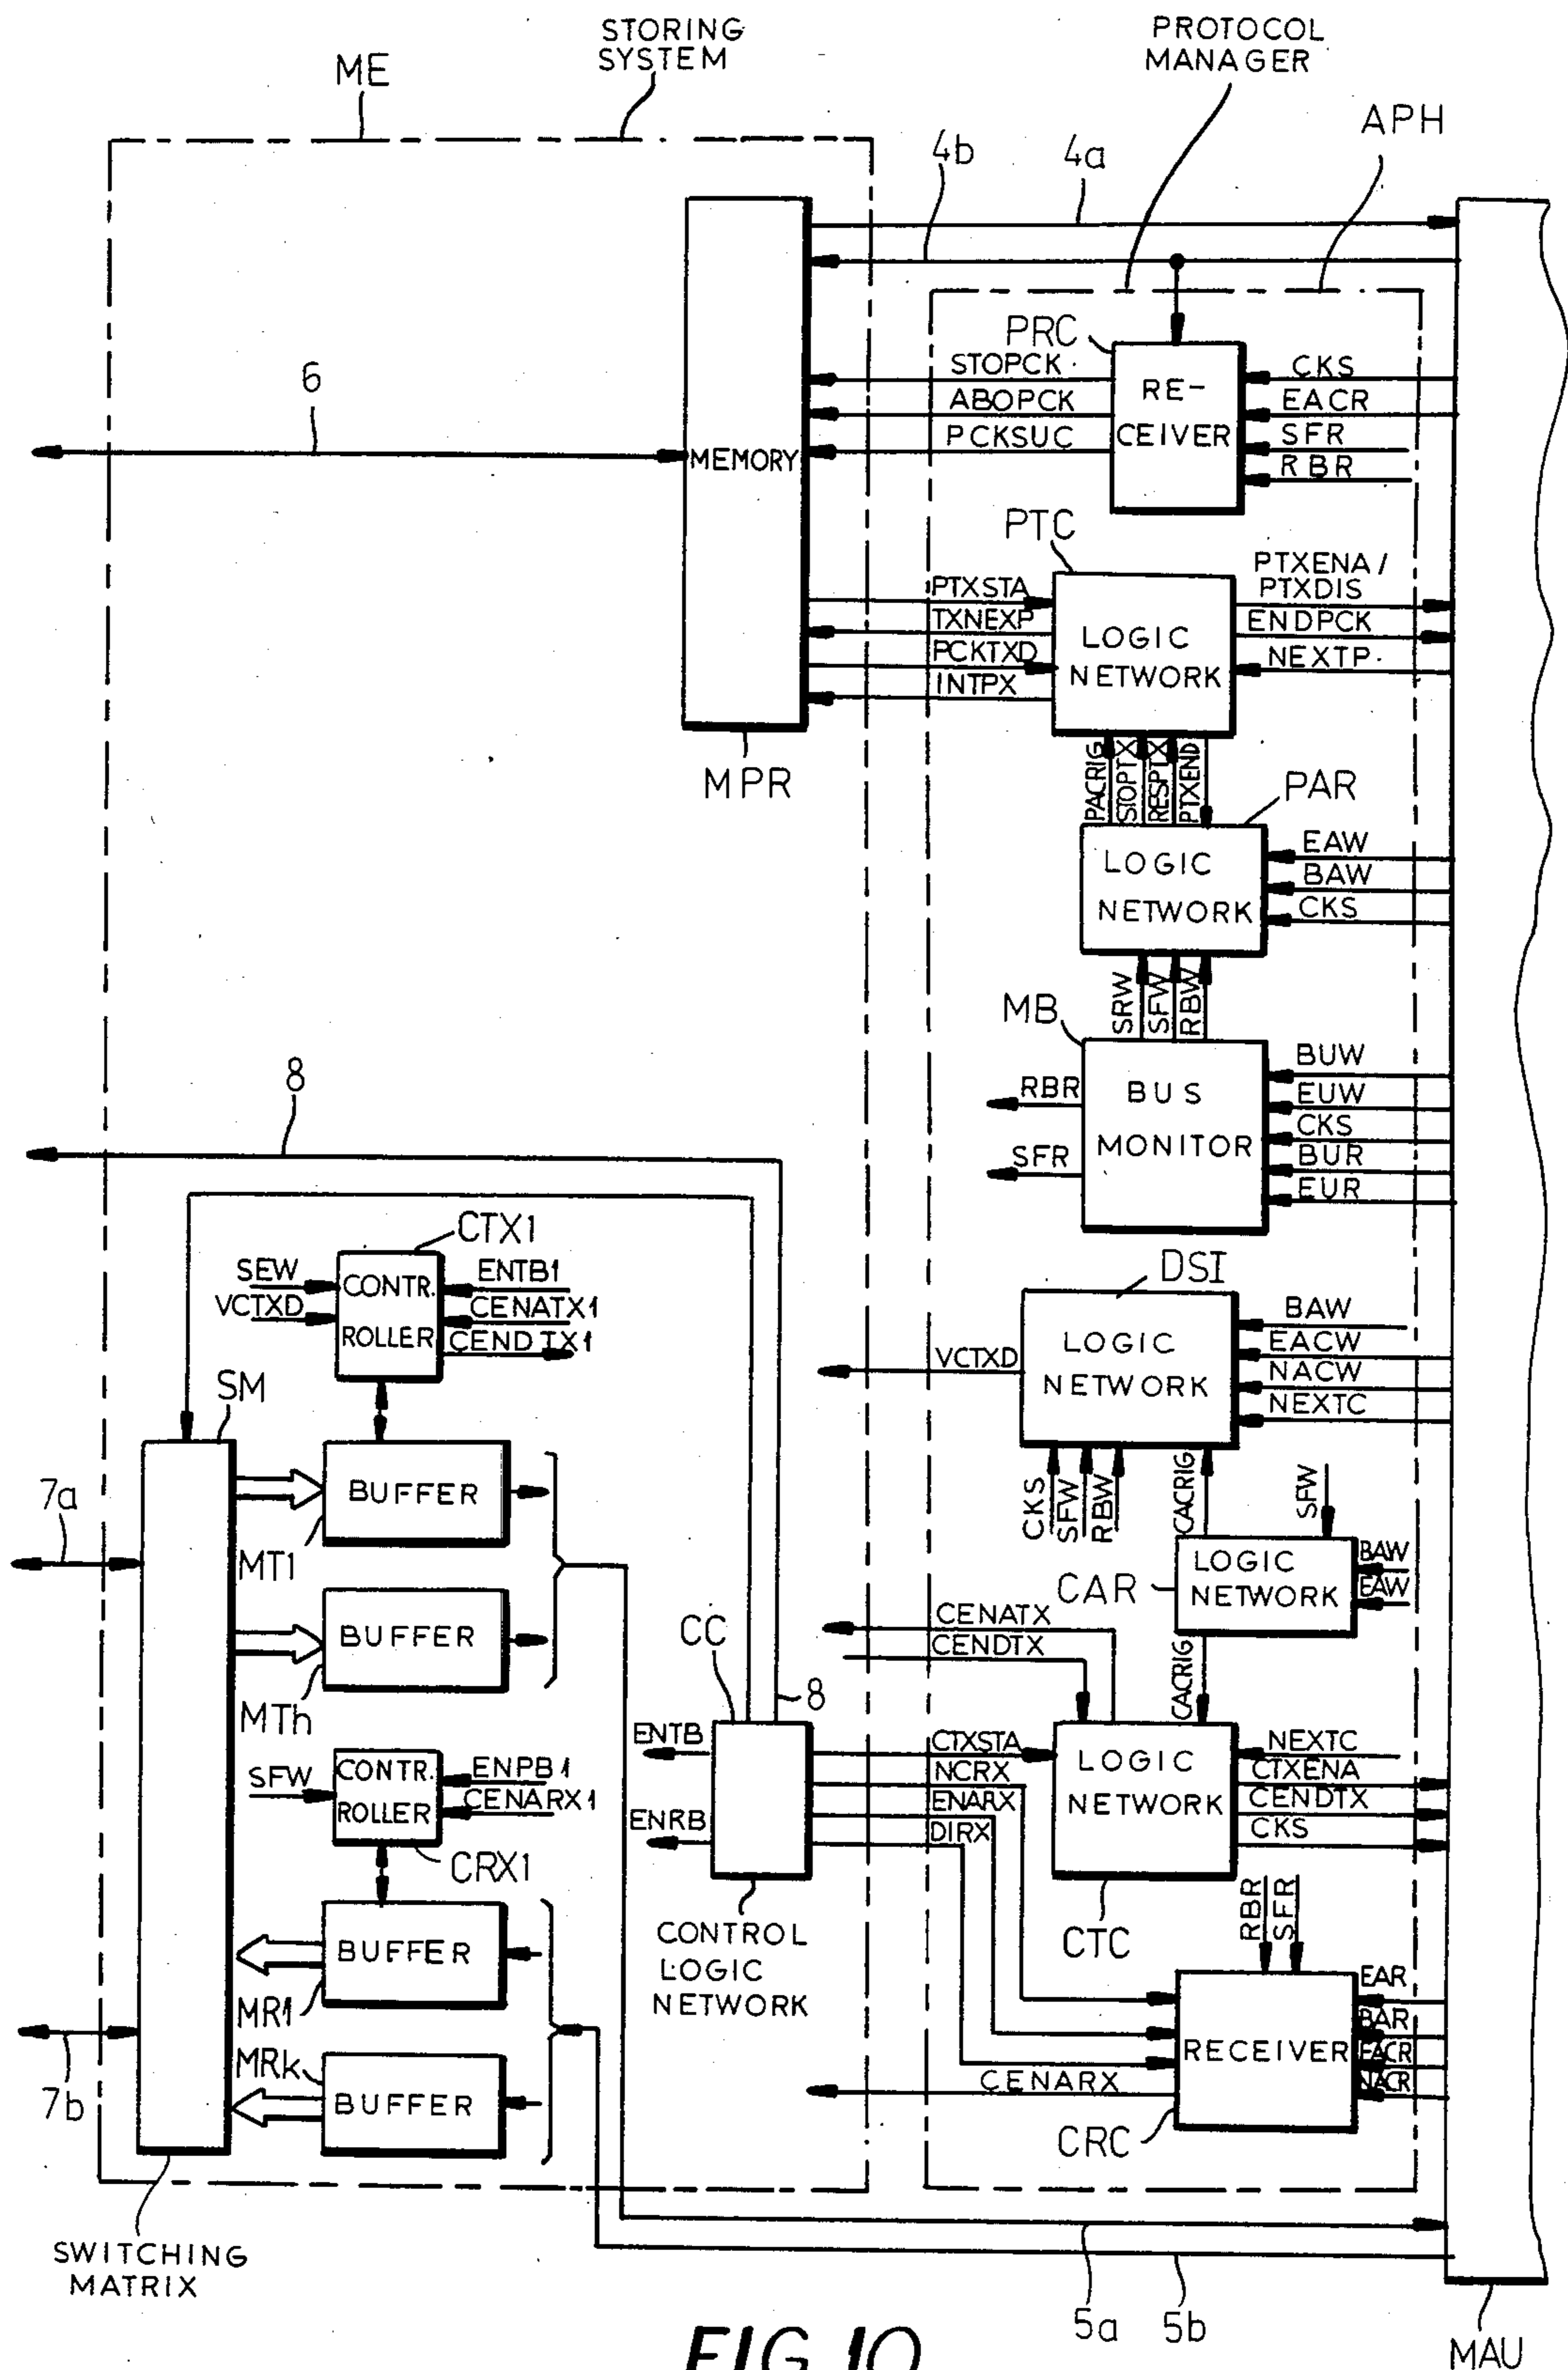 STORING
SYSTEM
PROTOCOL
MANAGER
ME
APH
4b
4a
PRC
STOPCK
RE-
CKS
ABOPCK
EACR
PCKSUC
CEIVER
SFR
RBR
6
MEMORY
PTC
PTXSTA
PTXENA /
PTXDIS
TXNEXP
LOGIC
ENDPCK
PCKTXD
NETWORK
NEXTP
INTPX
MPR
PACRIG
STOPTX
RESPTX
PTXEND
PAR
LOGIC
EAW
BAW
NETWORK
CKS
SRW
SFW
RBW
MB
8
RBR
BUS
BUW
EUW
CKS
SFR
MONITOR
BUR
EUR
CTX1
SEW
CONTR.
ENTB1
VCTXD
CENATX1
ROLLER
CENDTX1
DSI
BAW
LOGIC
EACW
VCTXD
NETWORK
NACW
NEXTC
SM
BUFFER
7a
MT1
CKS
SFW
RBW
CACRIG
SFW
LOGIC
BAW
CAR
NETWORK
EAW
BUFFER
MTh
CC
8
CENATX
CENDTX
CACRIG
ENTB
CTXSTA
LOGIC
NEXTC
NCRX
CTXENA
ENARX
NETWORK
CENDTX
ENRB
DIRX
CKS
CONTR.
ENPB1
SFW
ROLLER
CENARX1
CRX1
CONTROL
LOGIC
NETWORK
CTC
RBR
SFR
BUFFER
MR1
EAR
BAR
RECEIVER
EACR
NACR
CENARX
CRC
7b
MRk
BUFFER
SWITCHING
MATRIX
5a
5b
MAU
FIG.10